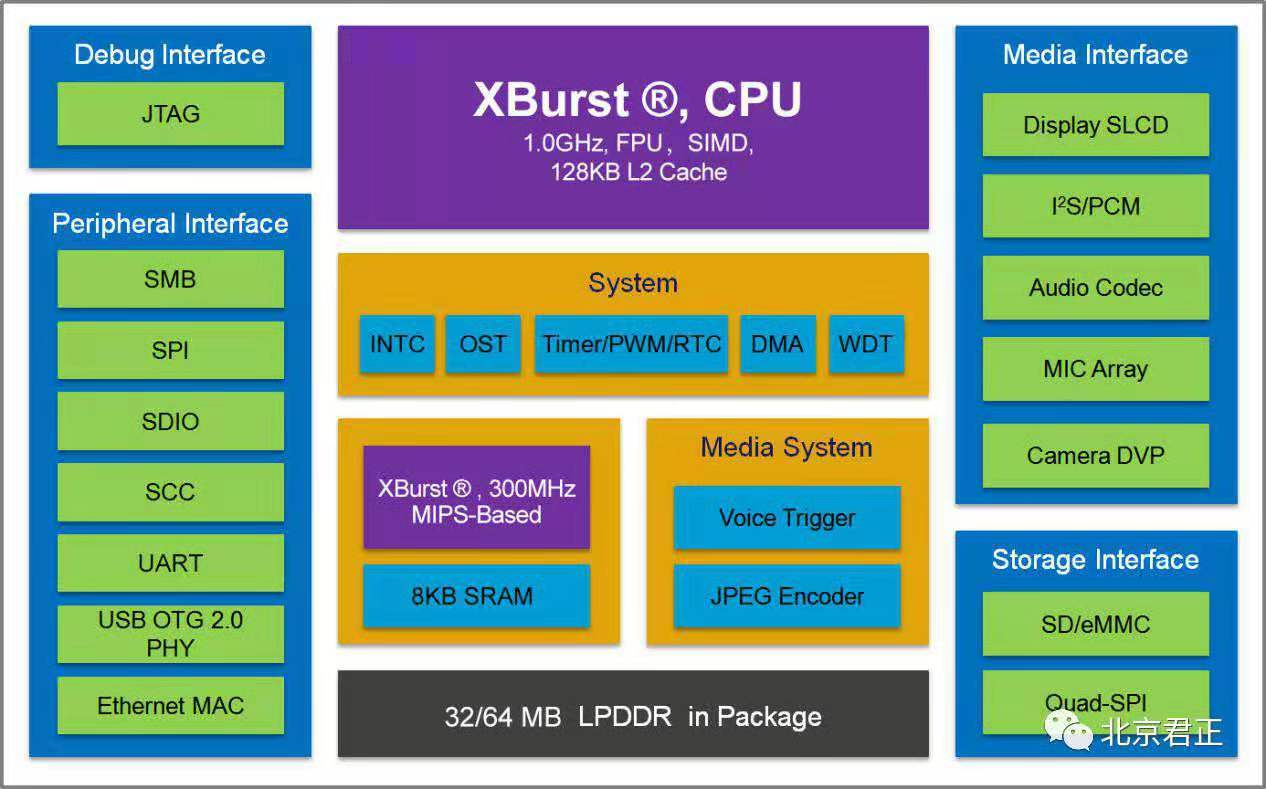 Debug Interface
JTAG
Peripheral Interface
SMB
SPI
SDIO
SCC
UART
USB OTG 2.0
PHY
Ethernet MAC
XBurst ®, CPU
1.0GHz, FPU，SIMD,
128KB L2 Cache
System
INTC
OST
Timer/PWM/RTC
DMA
WDT
XBurst ® , 300MHz
MIPS-Based
8KB SRAM
Media System
Voice Trigger
JPEG Encoder
32/64 MB LPDDR in Package
Media Interface
Display SLCD
I²S/PCM
Audio Codec
MIC Array
Camera DVP
Storage Interface
SD/eMMC
Quad-SPI
北京君正